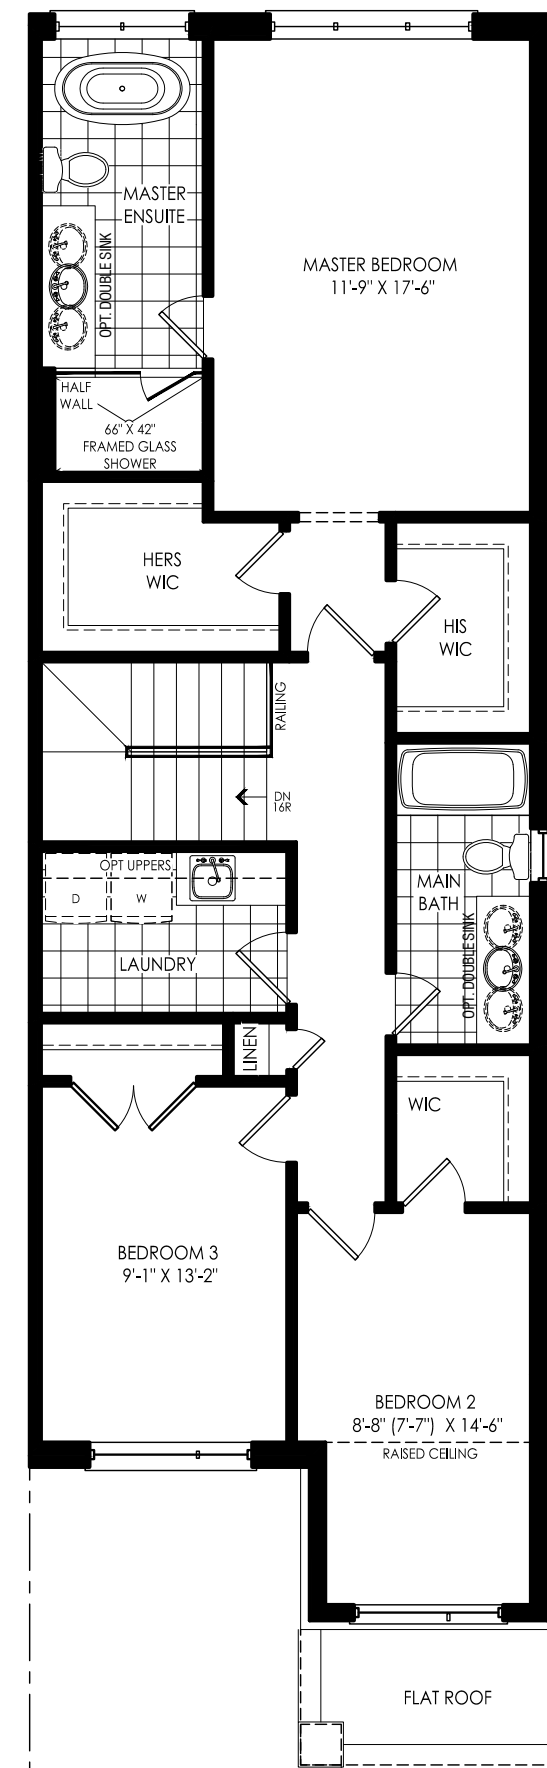 MASTER
ENSUITE
OPT. DOUBLE SINK
MASTER BEDROOM
11'-9" X 17'-6"
HALF
WALL
66" X 42"
FRAMED GLASS
SHOWER
HERS
WIC
HIS
WIC
RAILING
DN
16R
OPT UPPERS
D
W
LAUNDRY
MAIN
BATH
OPT. DOUBLE SINK
LINEN
WIC
BEDROOM 3
9'-1" X 13'-2"
BEDROOM 2
8'-8" (7'-7") X 14'-6"
RAISED CEILING
FLAT ROOF